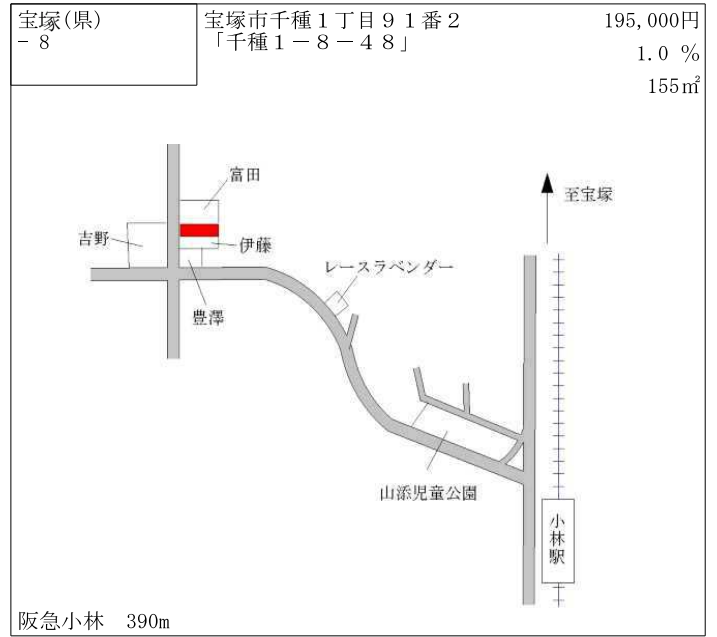 宝塚(県)
－8
宝塚市千種１丁目９１番２
「千種１－８－４８」
195,000円
1.0 %
155㎡
富田
至宝塚
吉野
伊藤
レースラベンダー
豊澤
山添児童公園
小林駅
阪急小林 390m